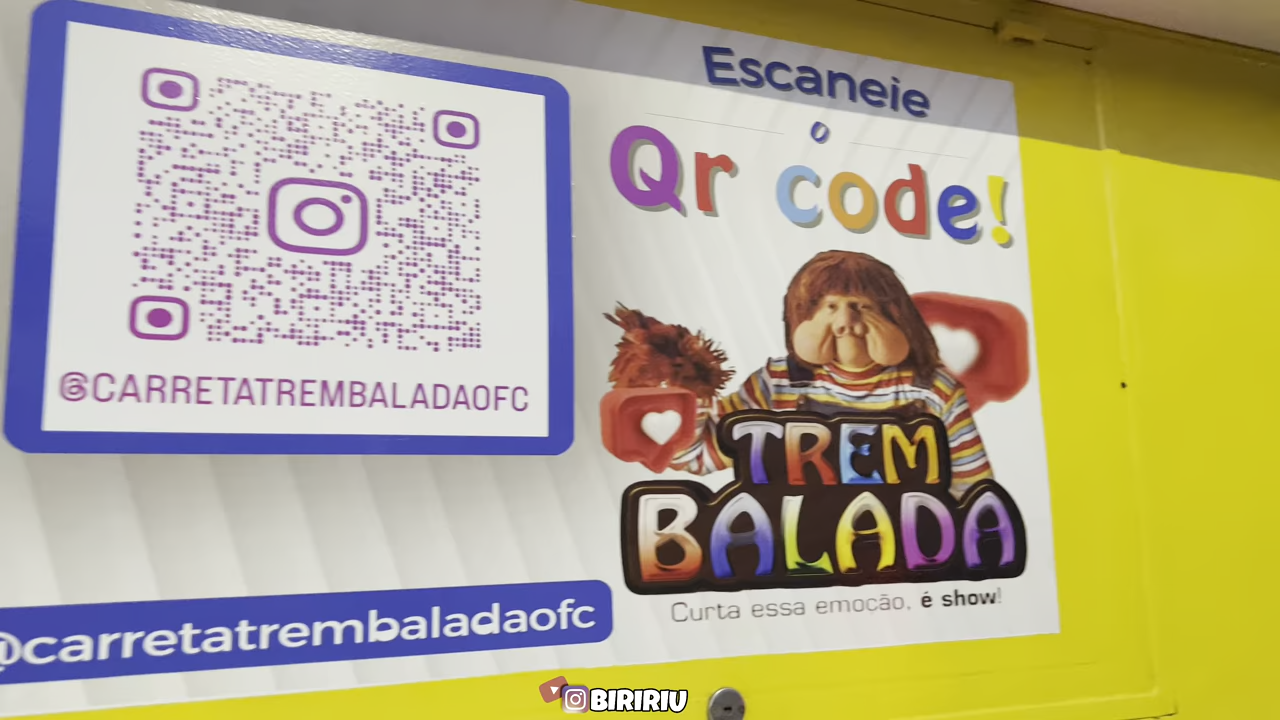 Escaneie
o
Qr code!
@CARRETATREMBALADAOFC
TREM
BALADA
Curta essa emoção, é show!
@carretatrembaladaofc
BIRIRIU